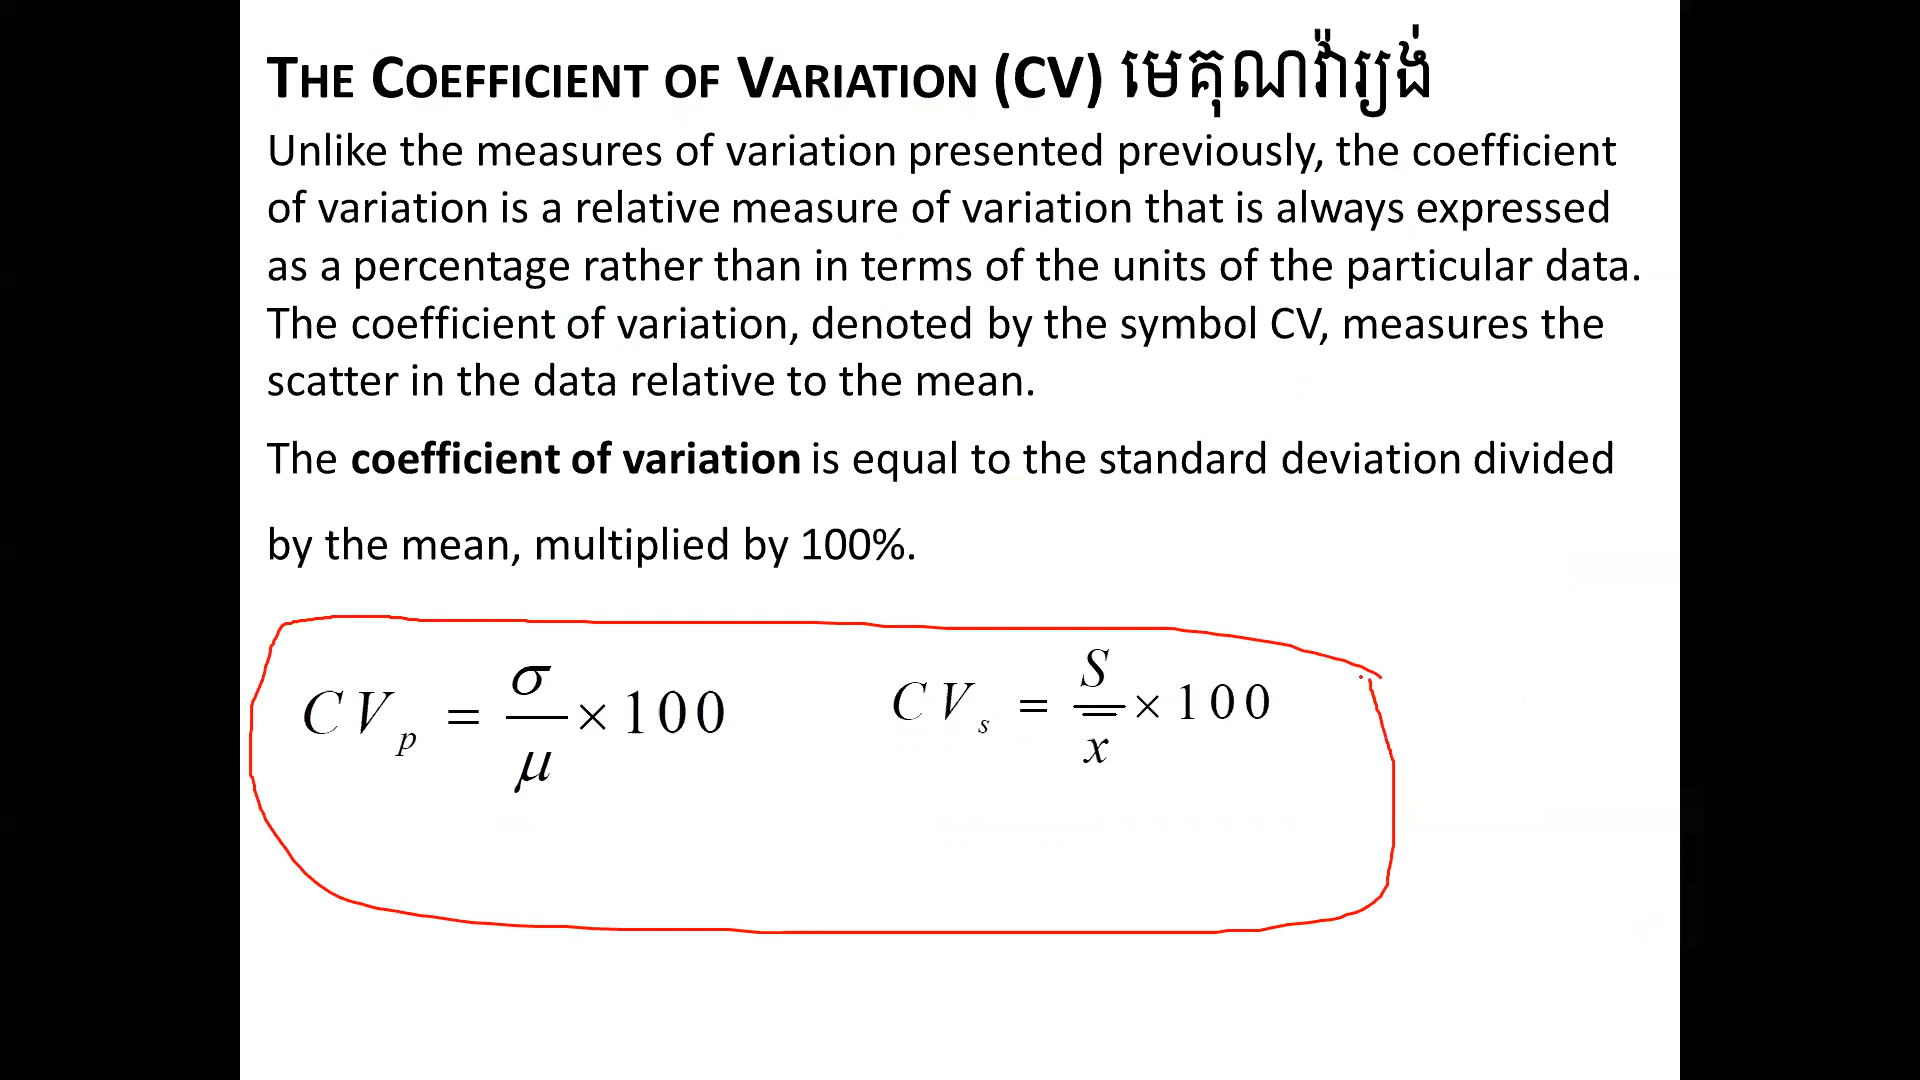 THE COEFFICIENT OF VARIATION (CV) មេគុណវ៉ារ្យង់
Unlike the measures of variation presented previously, the coefficient
of variation is a relative measure of variation that is always expressed
as a percentage rather than in terms of the units of the particular data.
The coefficient of variation, denoted by the symbol CV, measures the
scatter in the data relative to the mean.
The coefficient of variation is equal to the standard deviation divided
by the mean, multiplied by 100%.
CVₚ = σ/μ × 100    CVₛ = S/x̅ × 100